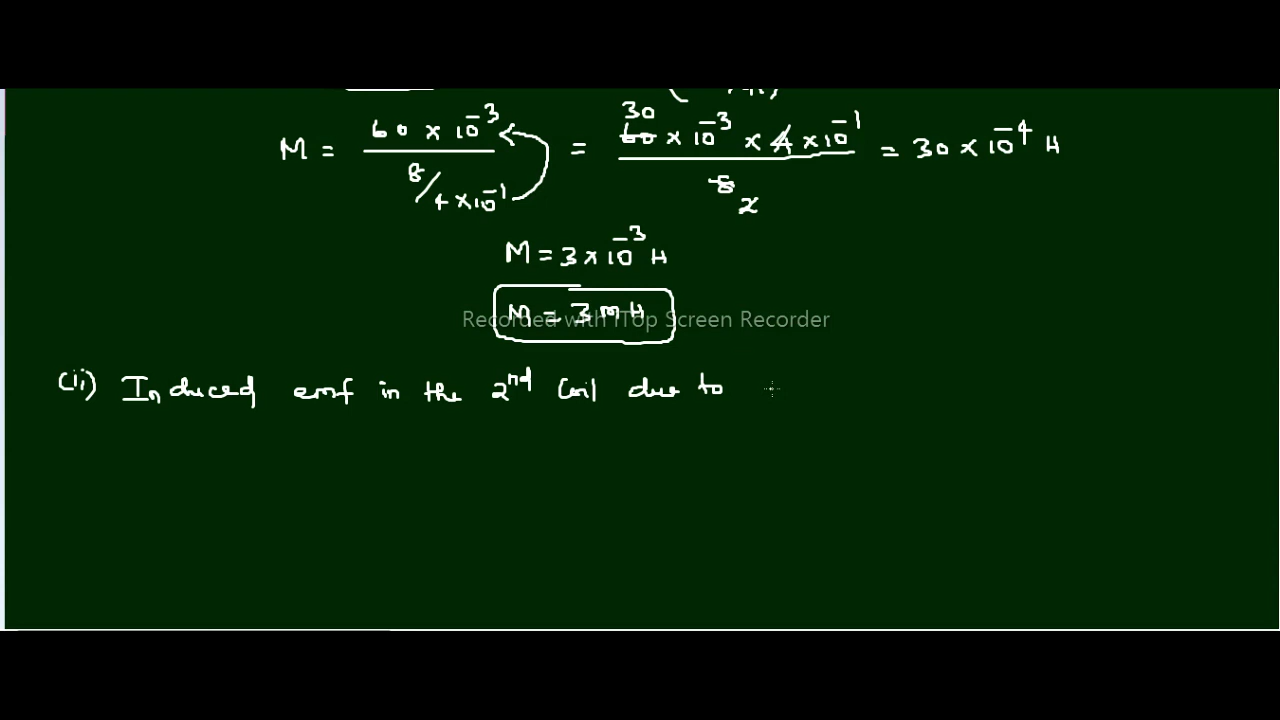 M = 60 × 10⁻³ / 8/4 × 10⁻¹ = 30 60 × 10⁻³ × 4 × 10⁻¹ / 8 2 = 30 × 10⁻⁴ H
M = 3 × 10⁻³ H
M = 3 mH
Recorded with iTop Screen Recorder
(ii) Induced emf in the 2ⁿᵈ Coil due to